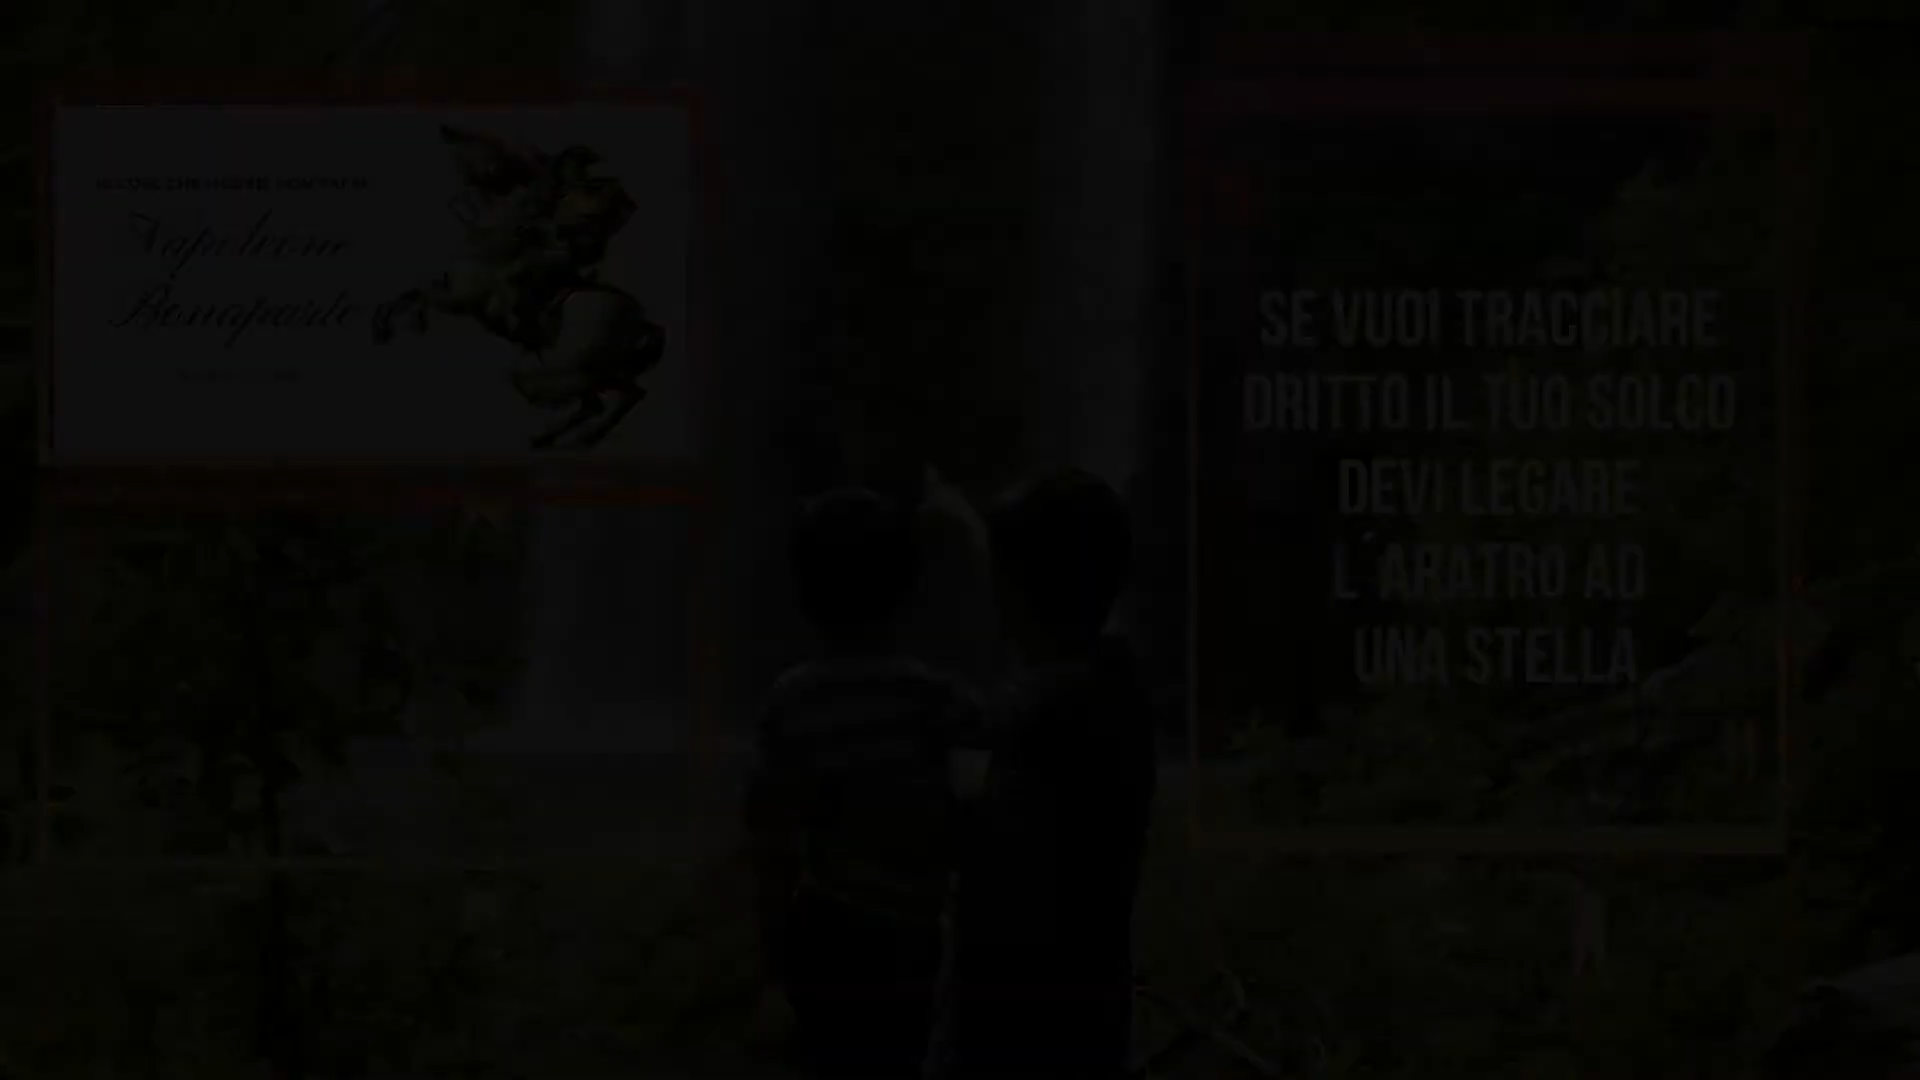 Napoleone
Bonaparte
SE VUOI TRACCIARE
DRITTO IL TUO SOLCO
DEVI LEGARE
L´ARATRO AD
UNA STELLA